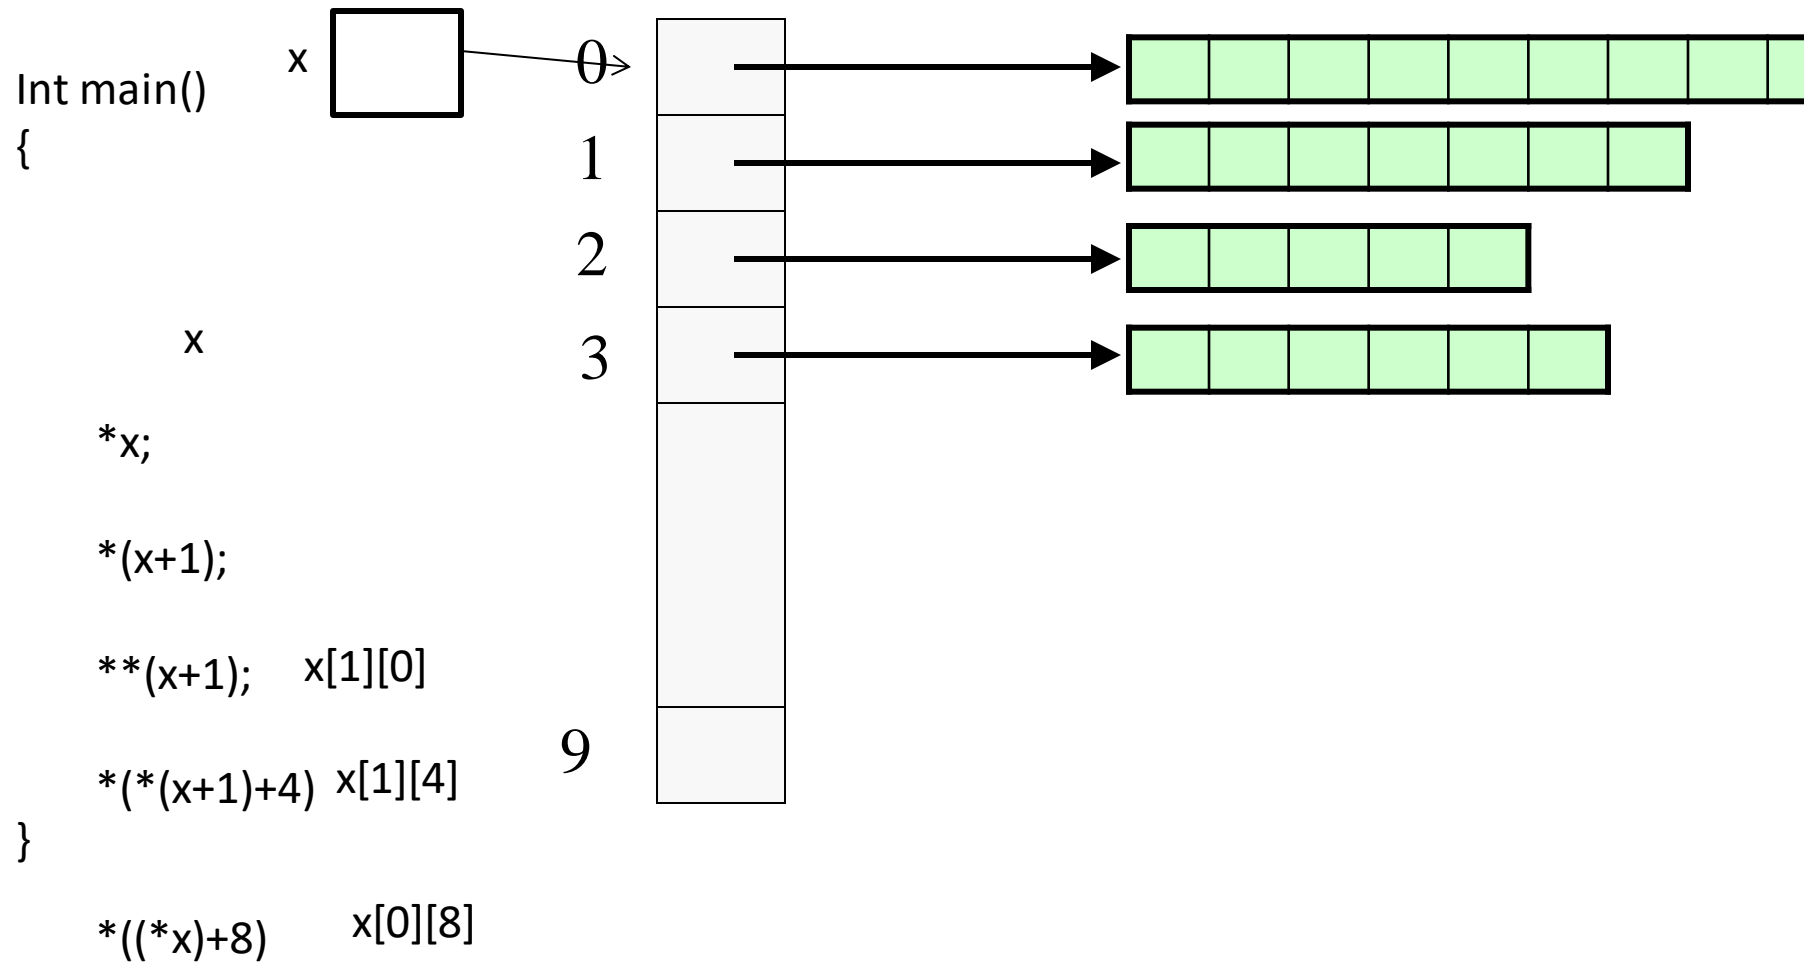 x
0
Int main()
{
1
2
x
3
*x;
*(x+1);
**(x+1); x[1][0]
9
*(*(x+1)+4) x[1][4]
}
*((*x)+8) x[0][8]